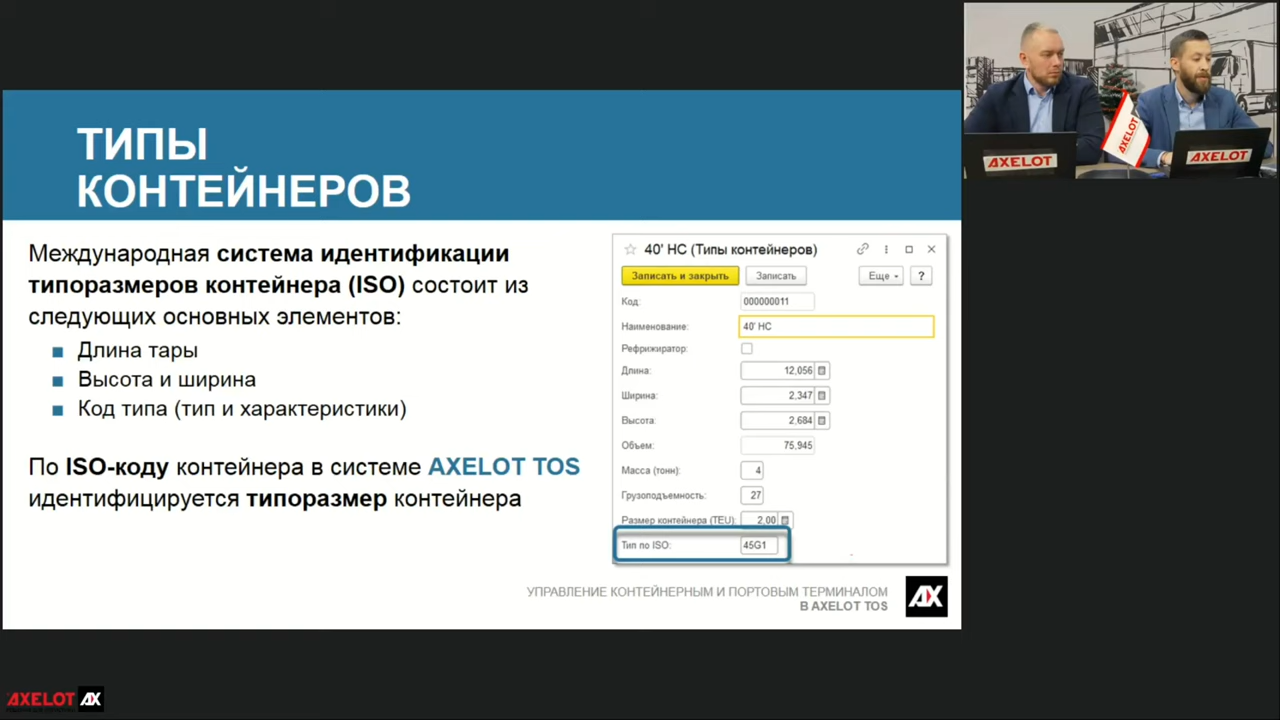 ТИПЫ
КОНТЕЙНЕРОВ
Международная система идентификации
типоразмеров контейнера (ISO) состоит из
следующих основных элементов:
Длина тары
Высота и ширина
Код типа (тип и характеристики)
По ISO-коду контейнера в системе AXELOT TOS
идентифицируется типоразмер контейнера
40' HC (Типы контейнеров)
Записать и закрыть Записать Еще ?
Код: 000000011
Наименование: 40' HC
Рефрижиратор:
Длина: 12,056
Ширина: 2,347
Высота: 2,684
Объем: 75,945
Масса (тонн): 4
Грузоподъемность: 27
Размер контейнера (TEU): 2,00
Тип по ISO: 45G1
УПРАВЛЕНИЕ КОНТЕЙНЕРНЫМ И ПОРТОВЫМ ТЕРМИНАЛОМ
В AXELOT TOS
AX
AXELOT
AXELOT
AXELOT
AXELOT AX